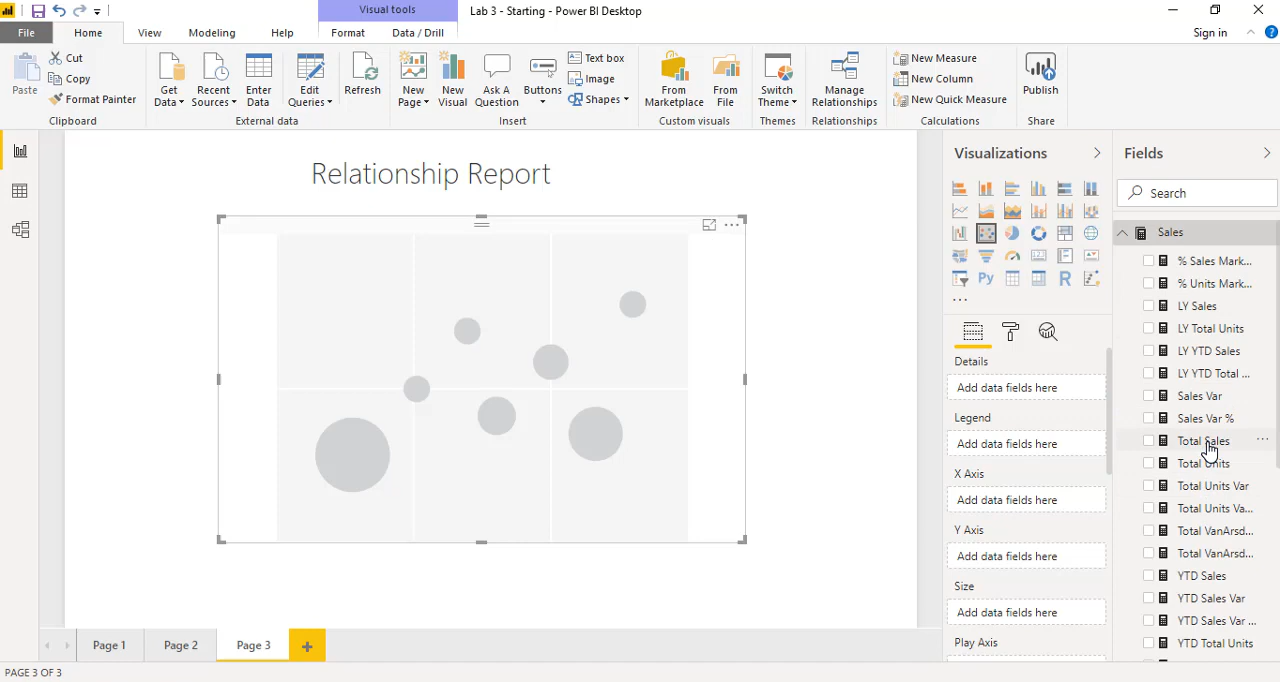 Visual tools
Lab 3 - Starting - Power BI Desktop
File
Home
View
Modeling
Help
Format
Data / Drill
Sign in
Paste
Cut
Copy
Format Painter
Clipboard
Get Data
Recent Sources
Enter Data
Edit Queries
Refresh
External data
New Page
New Visual
Ask A Question
Buttons
Text box
Image
Shapes
Insert
From Marketplace
From File
Custom visuals
Switch Theme
Themes
Manage Relationships
Relationships
New Measure
New Column
New Quick Measure
Calculations
Publish
Share
Relationship Report
Visualizations
Py
R
Details
Add data fields here
Legend
Add data fields here
X Axis
Add data fields here
Y Axis
Add data fields here
Size
Add data fields here
Play Axis
Fields
Search
Sales
% Sales Mark...
% Units Mark...
LY Sales
LY Total Units
LY YTD Sales
LY YTD Total ...
Sales Var
Sales Var %
Total Sales
Total Units
Total Units Var
Total Units Va...
Total VanArsd...
Total VanArsd...
YTD Sales
YTD Sales Var
YTD Sales Var ...
YTD Total Units
Page 1
Page 2
Page 3
PAGE 3 OF 3